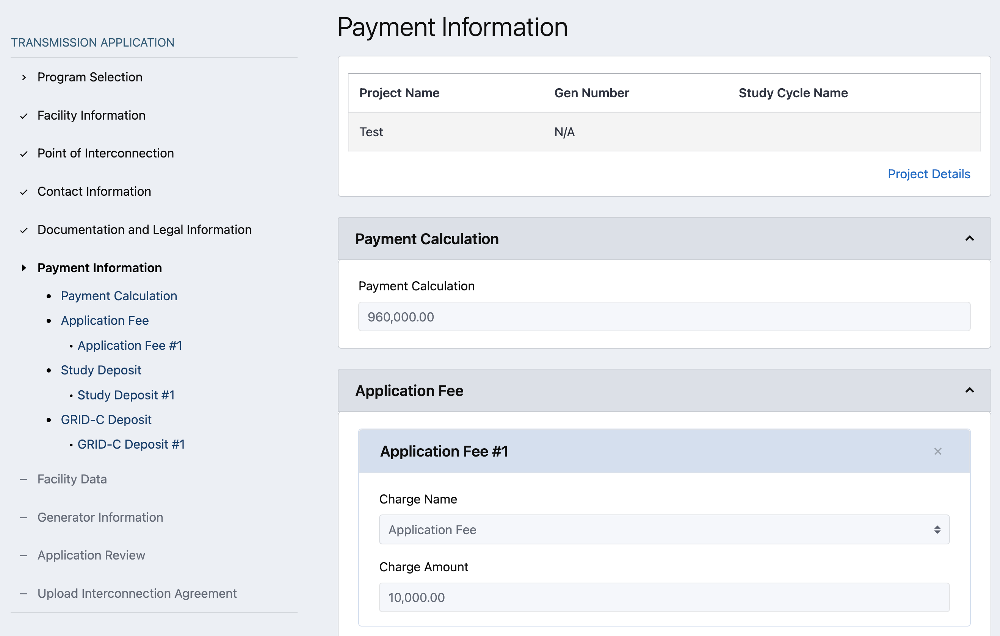 TRANSMISSION APPLICATION
Program Selection
Facility Information
Point of Interconnection
Contact Information
Documentation and Legal Information
Payment Information
Payment Calculation
Application Fee
Application Fee #1
Study Deposit
Study Deposit #1
GRID-C Deposit
GRID-C Deposit #1
Facility Data
Generator Information
Application Review
Upload Interconnection Agreement
Payment Information
Project Name Gen Number Study Cycle Name
Test N/A
Project Details
Payment Calculation
Payment Calculation
960,000.00
Application Fee
Application Fee #1
Charge Name
Application Fee
Charge Amount
10,000.00